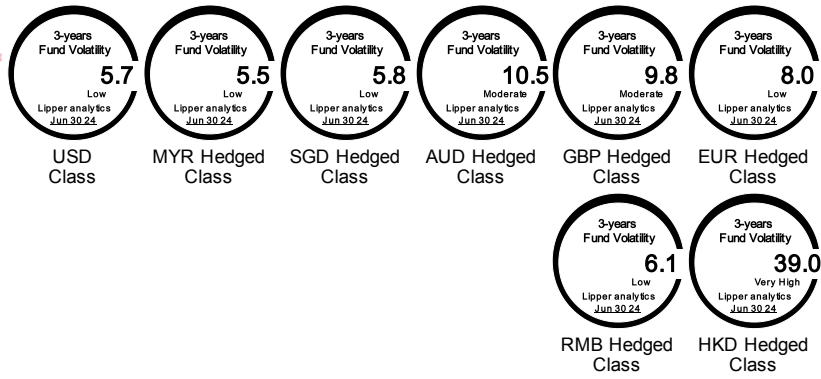 3-years
Fund Volatility
5.7
Low
Lipper analytics
Jun 30 24
USD
Class
3-years
Fund Volatility
5.5
Low
Lipper analytics
Jun 30 24
MYR Hedged
Class
3-years
Fund Volatility
5.8
Low
Lipper analytics
Jun 30 24
SGD Hedged
Class
3-years
Fund Volatility
10.5
Moderate
Lipper analytics
Jun 30 24
AUD Hedged
Class
3-years
Fund Volatility
9.8
Moderate
Lipper analytics
Jun 30 24
GBP Hedged
Class
3-years
Fund Volatility
8.0
Low
Lipper analytics
Jun 30 24
EUR Hedged
Class
3-years
Fund Volatility
6.1
Low
Lipper analytics
Jun 30 24
RMB Hedged
Class
3-years
Fund Volatility
39.0
Very High
Lipper analytics
Jun 30 24
HKD Hedged
Class